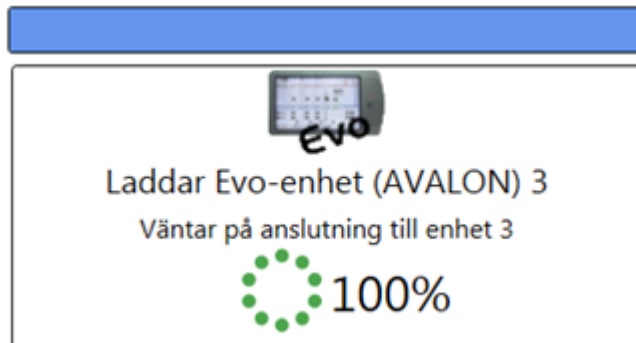 Evo
Laddar Evo-enhet (AVALON) 3
Väntar på anslutning till enhet 3
100%